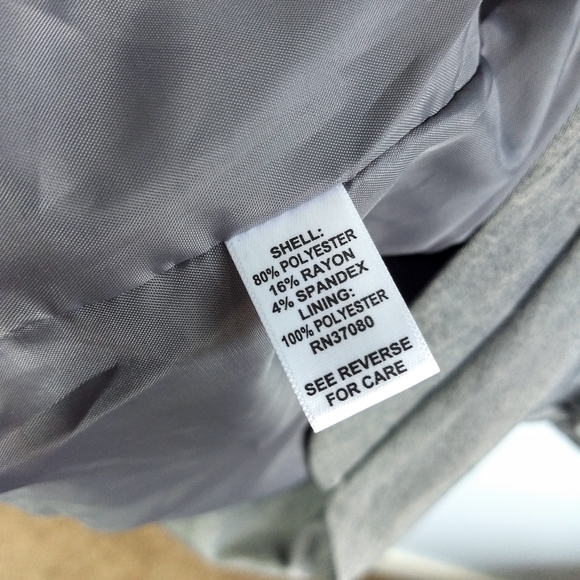 SHELL:
80% POLYESTER
16% RAYON
4% SPANDEX
LINING:
100% POLYESTER
RN37080
SEE REVERSE
FOR CARE